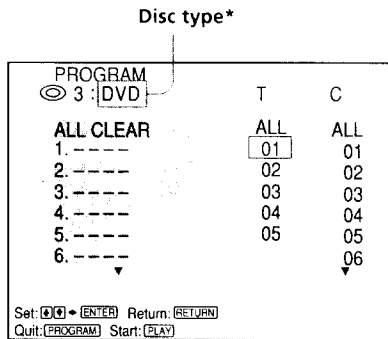 Disc type*
PROGRAM
3 : DVD T C
ALL CLEAR ALL ALL
1. ---- 01 01
2. ---- 02 02
3. ---- 03 03
4. ---- 04 04
5. ---- 05 05
6. ---- 06
Set: ENTER Return: RETURN
Quit: PROGRAM Start: PLAY